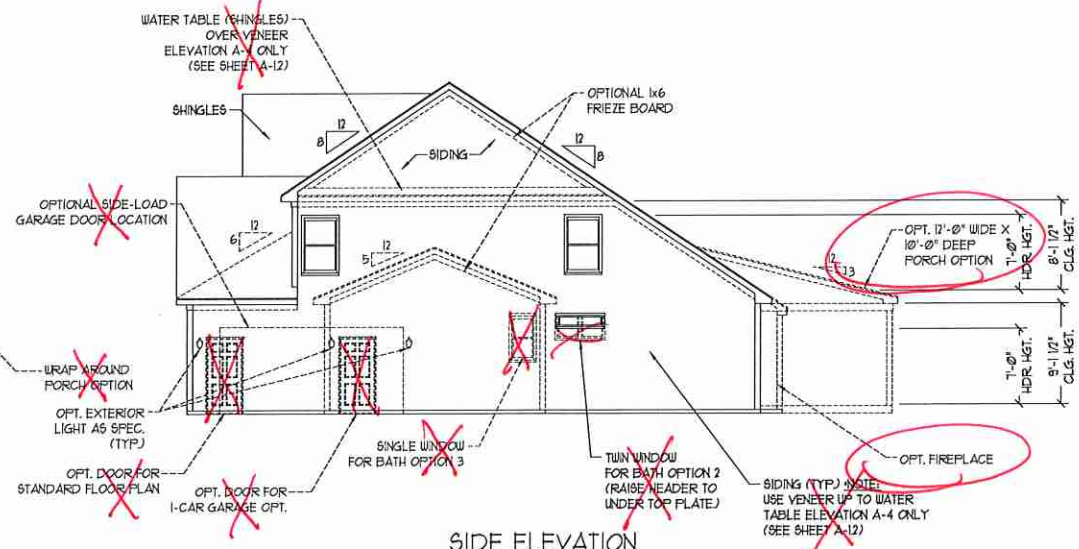 WATER TABLE (SHINGLES)
OVER VENEER
ELEVATION A-4 ONLY
(SEE SHEET A-1.2)
SHINGLES
12
8
SIDING
OPTIONAL 1x6
FRIEZE BOARD
12
8
OPTIONAL SIDE-LOAD
GARAGE DOOR LOCATION
12
6
12
5
OPT. 12'-0" WIDE X
10'-0" DEEP
PORCH OPTION
12
3
7'-0"
HDR. HGT.
8'-1 1/2"
CLG. HGT.
7'-0"
HDR. HGT.
9'-1 1/2"
CLG. HGT.
WRAP AROUND
PORCH OPTION
OPT. EXTERIOR
LIGHT AS SPEC.
(TYP.)
OPT. DOOR FOR
STANDARD FLOOR PLAN
OPT. DOOR FOR
1-CAR GARAGE OPT.
SINGLE WINDOW
FOR BATH OPTION 3
TWIN WINDOW
FOR BATH OPTION 2
(RAISE HEADER TO
UNDER TOP PLATE)
SIDING (TYP.) NOTE:
USE VENEER UP TO WATER
TABLE ELEVATION A-4 ONLY
(SEE SHEET A-1.2)
OPT. FIREPLACE
SIDE ELEVATION